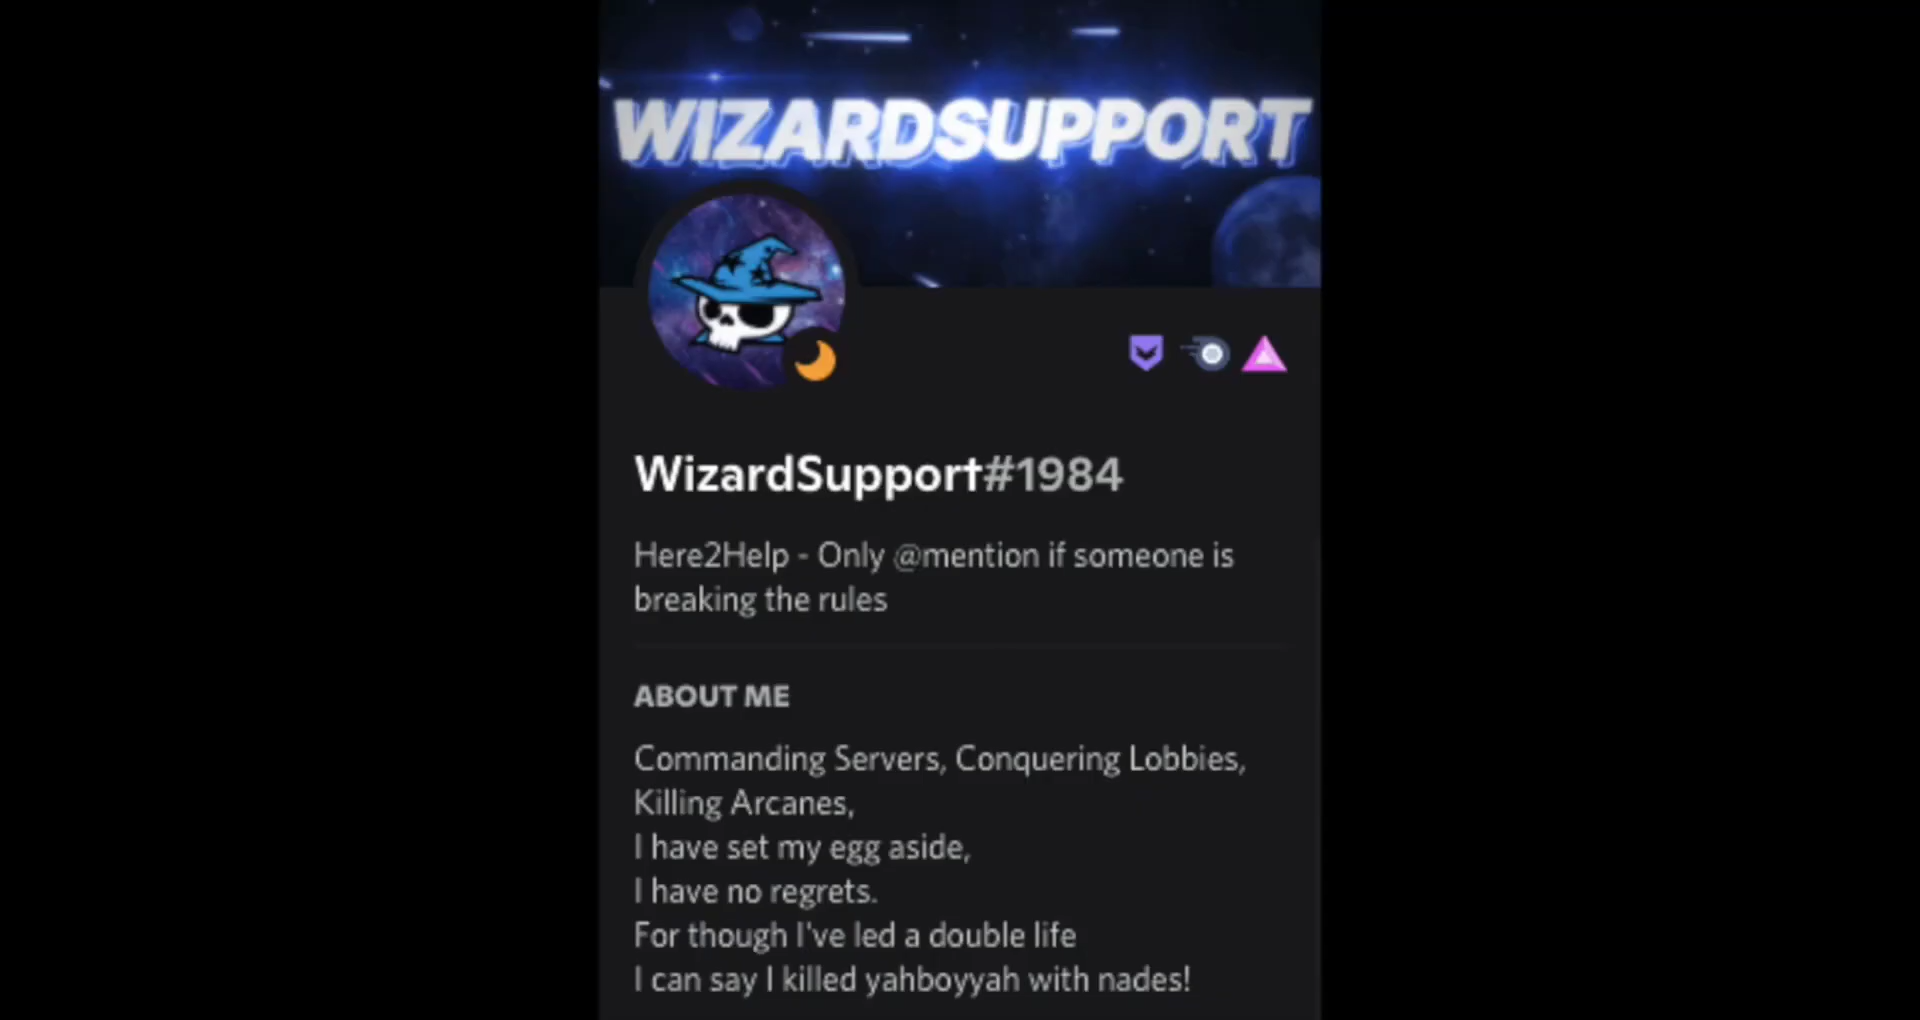 WIZARDSUPPORT
WizardSupport#1984
Here2Help - Only @mention if someone is
breaking the rules
ABOUT ME
Commanding Servers, Conquering Lobbies,
Killing Arcanes,
I have set my egg aside,
I have no regrets.
For though I've led a double life
I can say I killed yahboyyah with nades!